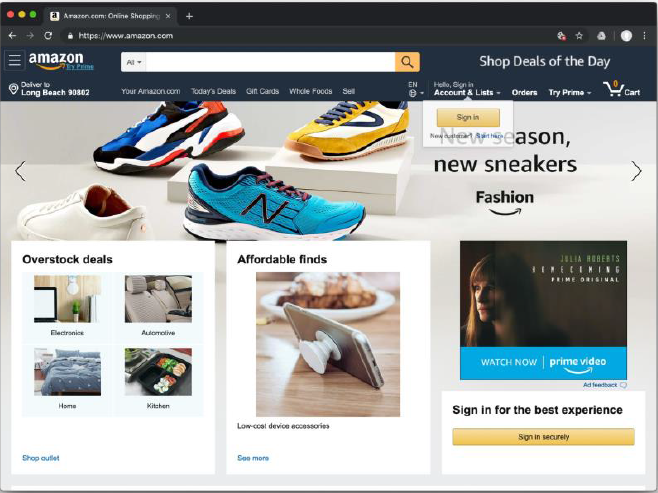 Amazon.com: Online Shopping
https://www.amazon.com
amazon
Try Prime
All
Shop Deals of the Day
Deliver to
Long Beach 90802
Your Amazon.com Today's Deals Gift Cards Whole Foods Sell
EN
Hello, Sign in
Account & Lists
Orders
Try Prime
0
Cart
Sign in
New customer? Start here.
New season,
new sneakers
Fashion
N
Overstock deals
Electronics
Automotive
Home
Kitchen
Shop outlet
Affordable finds
Low-cost device accessories
See more
JULIA ROBERTS
HOMECOMING
PRIME ORIGINAL
WATCH NOW | prime video
Ad feedback
Sign in for the best experience
Sign in securely